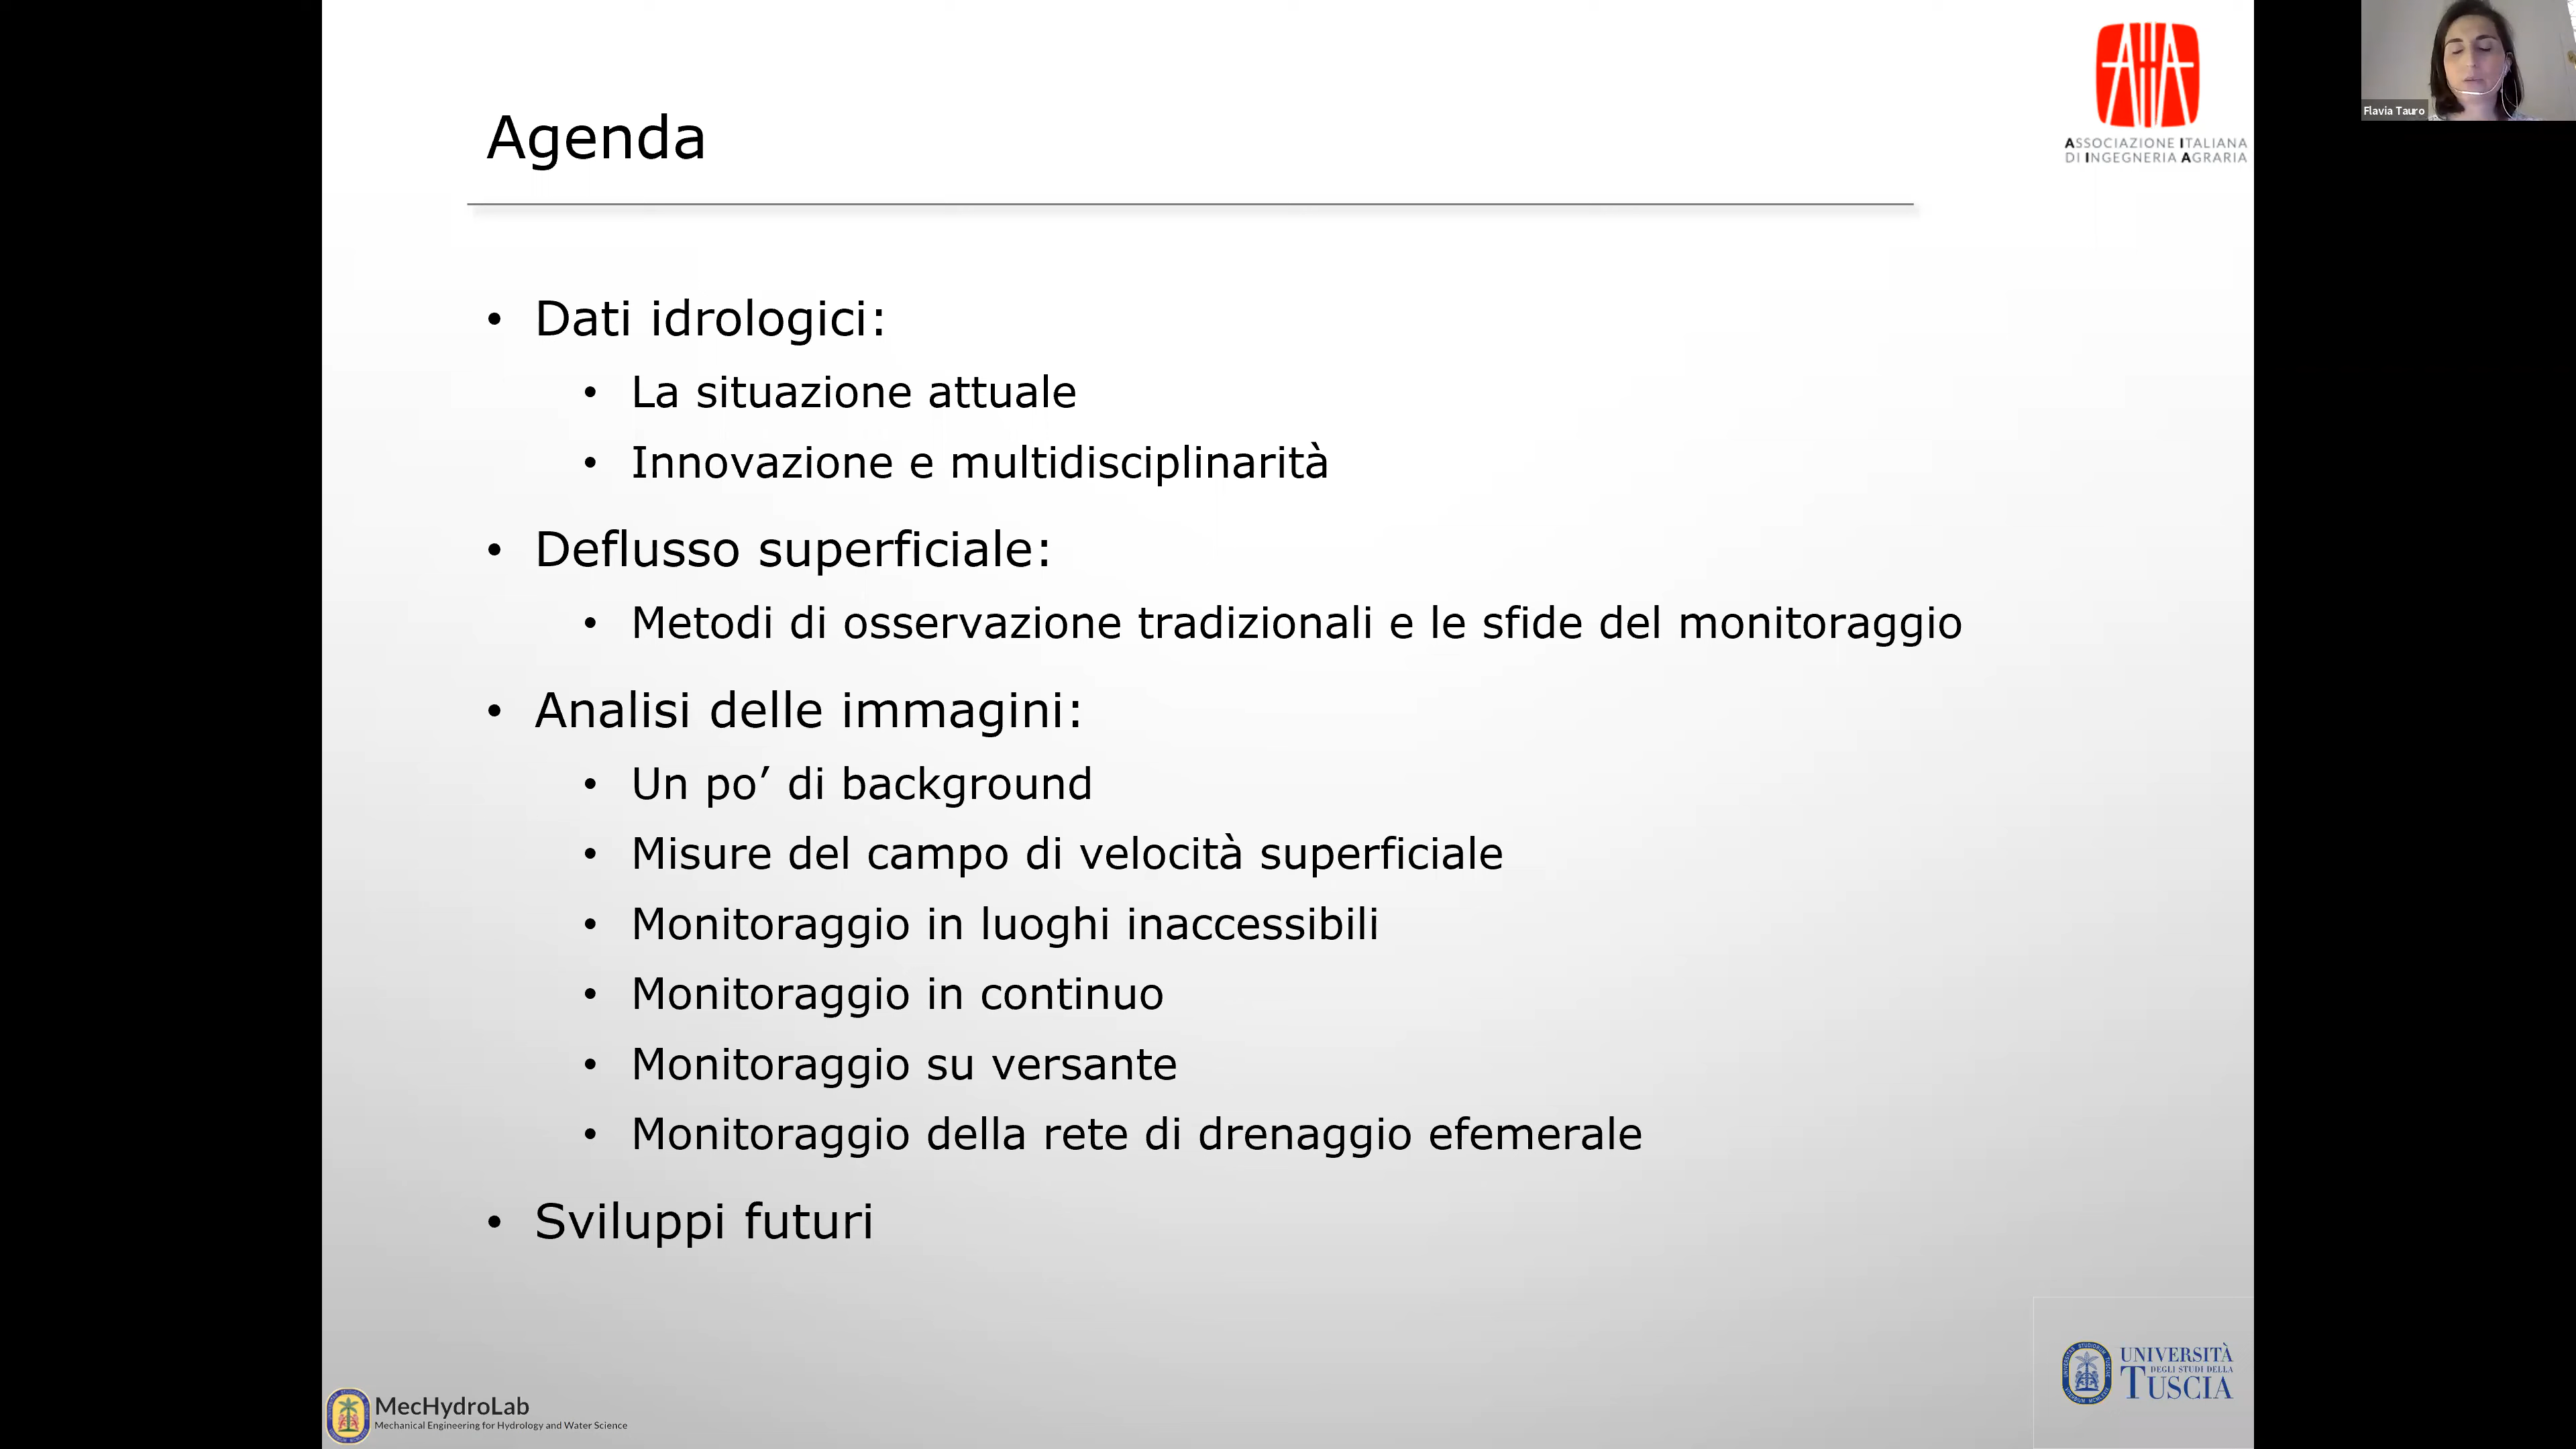 Agenda
AIIA
ASSOCIAZIONE ITALIANA
DI INGEGNERIA AGRARIA
Flavia Tauro
• Dati idrologici:
• La situazione attuale
• Innovazione e multidisciplinarità
• Deflusso superficiale:
• Metodi di osservazione tradizionali e le sfide del monitoraggio
• Analisi delle immagini:
• Un po’ di background
• Misure del campo di velocità superficiale
• Monitoraggio in luoghi inaccessibili
• Monitoraggio in continuo
• Monitoraggio su versante
• Monitoraggio della rete di drenaggio efemerale
• Sviluppi futuri
MecHydroLab
Mechanical Engineering for Hydrology and Water Science
UNIVERSITÀ
DEGLI STUDI DELLA
TUSCIA